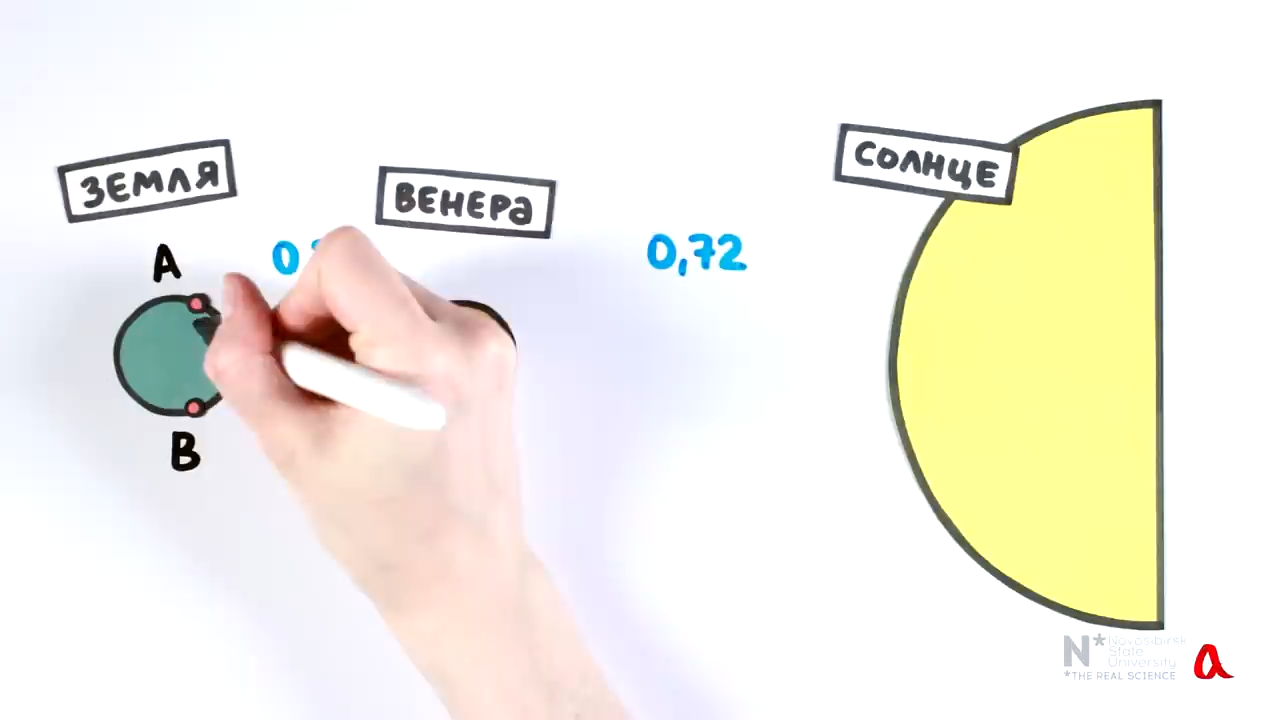 ЗЕМЛЯ
ВЕНЕРА
СОЛНЦЕ
А
0,72
В
N*
Novosibirsk
State
University
*THE REAL SCIENCE
a